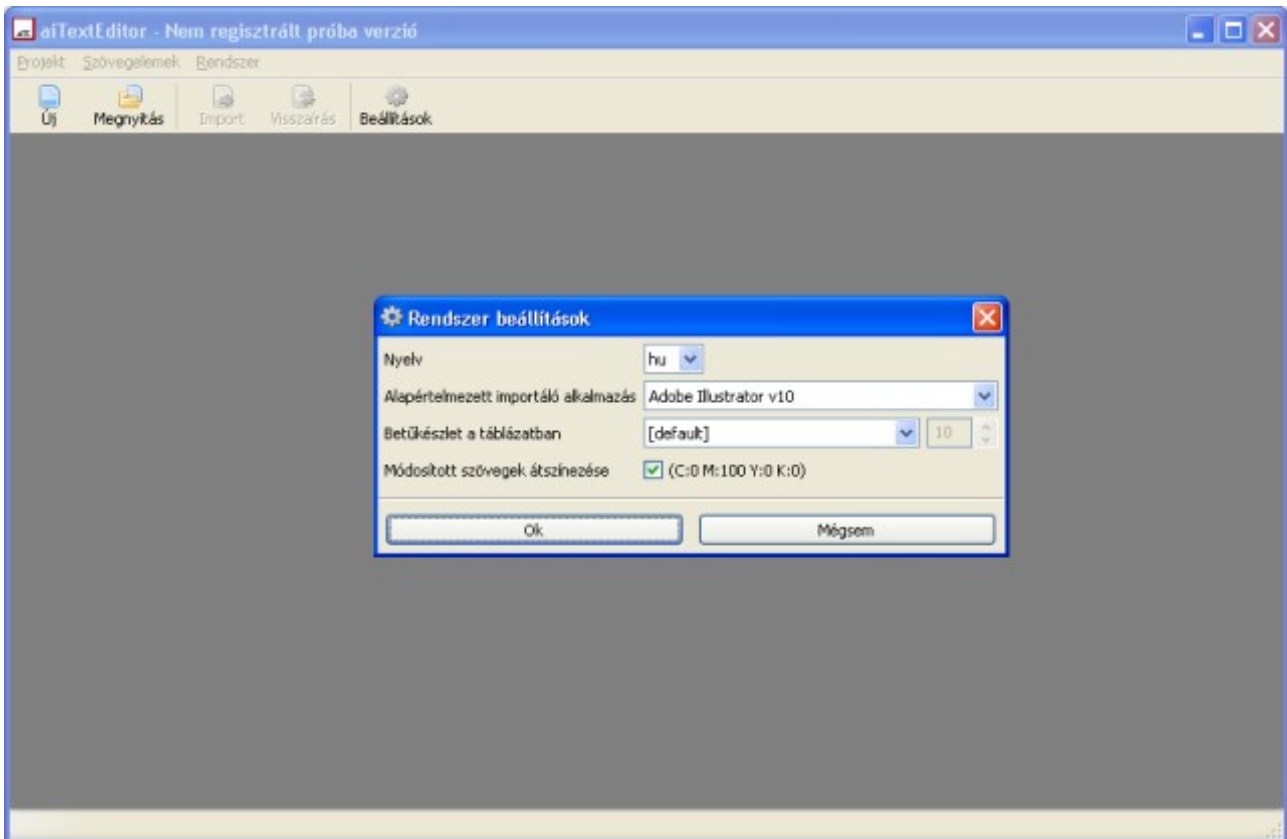 aiTextEditor - Nem regisztrált próba verzió
Projekt Szövegelemek Rendszer
Új Megnyitás Import Visszaírás Beállítások
Rendszer beállítások
Nyelv hu
Alapértelmezett importáló alkalmazás Adobe Illustrator v10
Betűkészlet a táblázatban [default] 10
Módosított szövegek átszínezése (C:0 M:100 Y:0 K:0)
Ok Mégsem